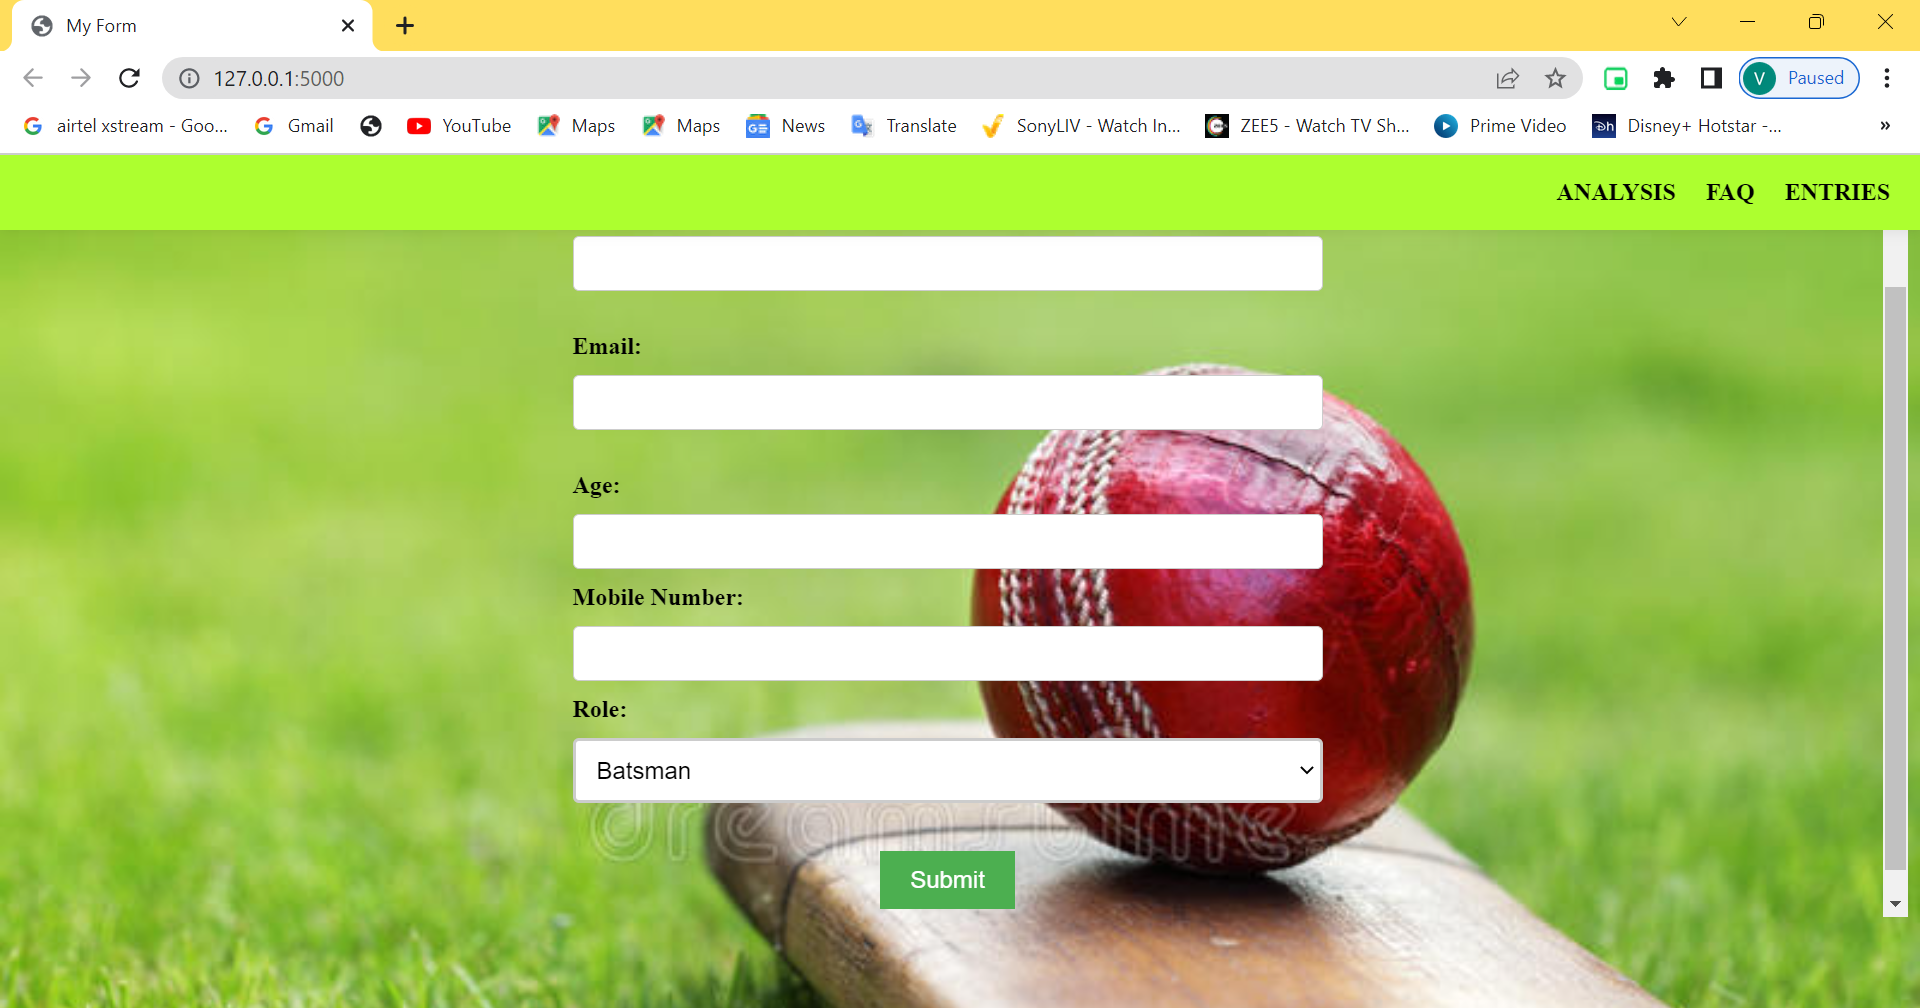 My Form
127.0.0.1:5000
V Paused
airtel xstream - Goo... Gmail YouTube Maps Maps News Translate SonyLIV - Watch In... ZEE5 - Watch TV Sh... Prime Video Disney+ Hotstar -... »
ANALYSIS FAQ ENTRIES
Email:
Age:
Mobile Number:
Role:
Batsman
dreamstime
Submit